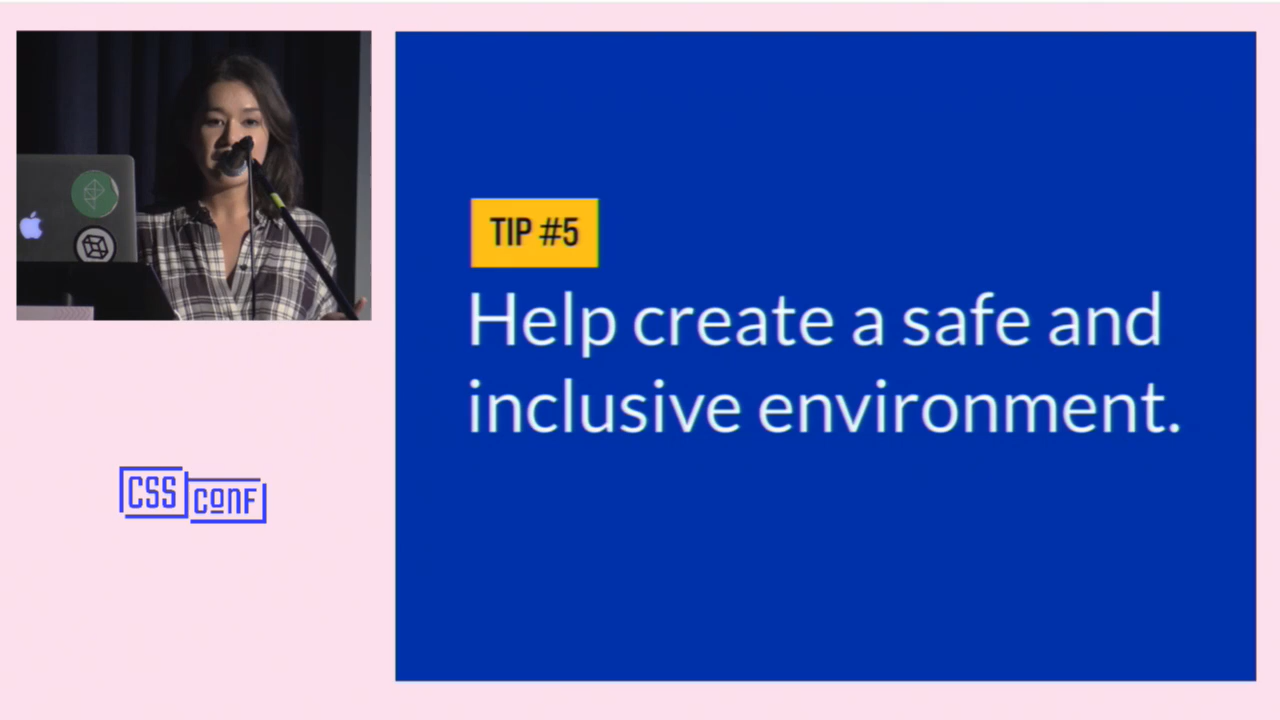 TIP #5
Help create a safe and
inclusive environment.
CSS
CONF